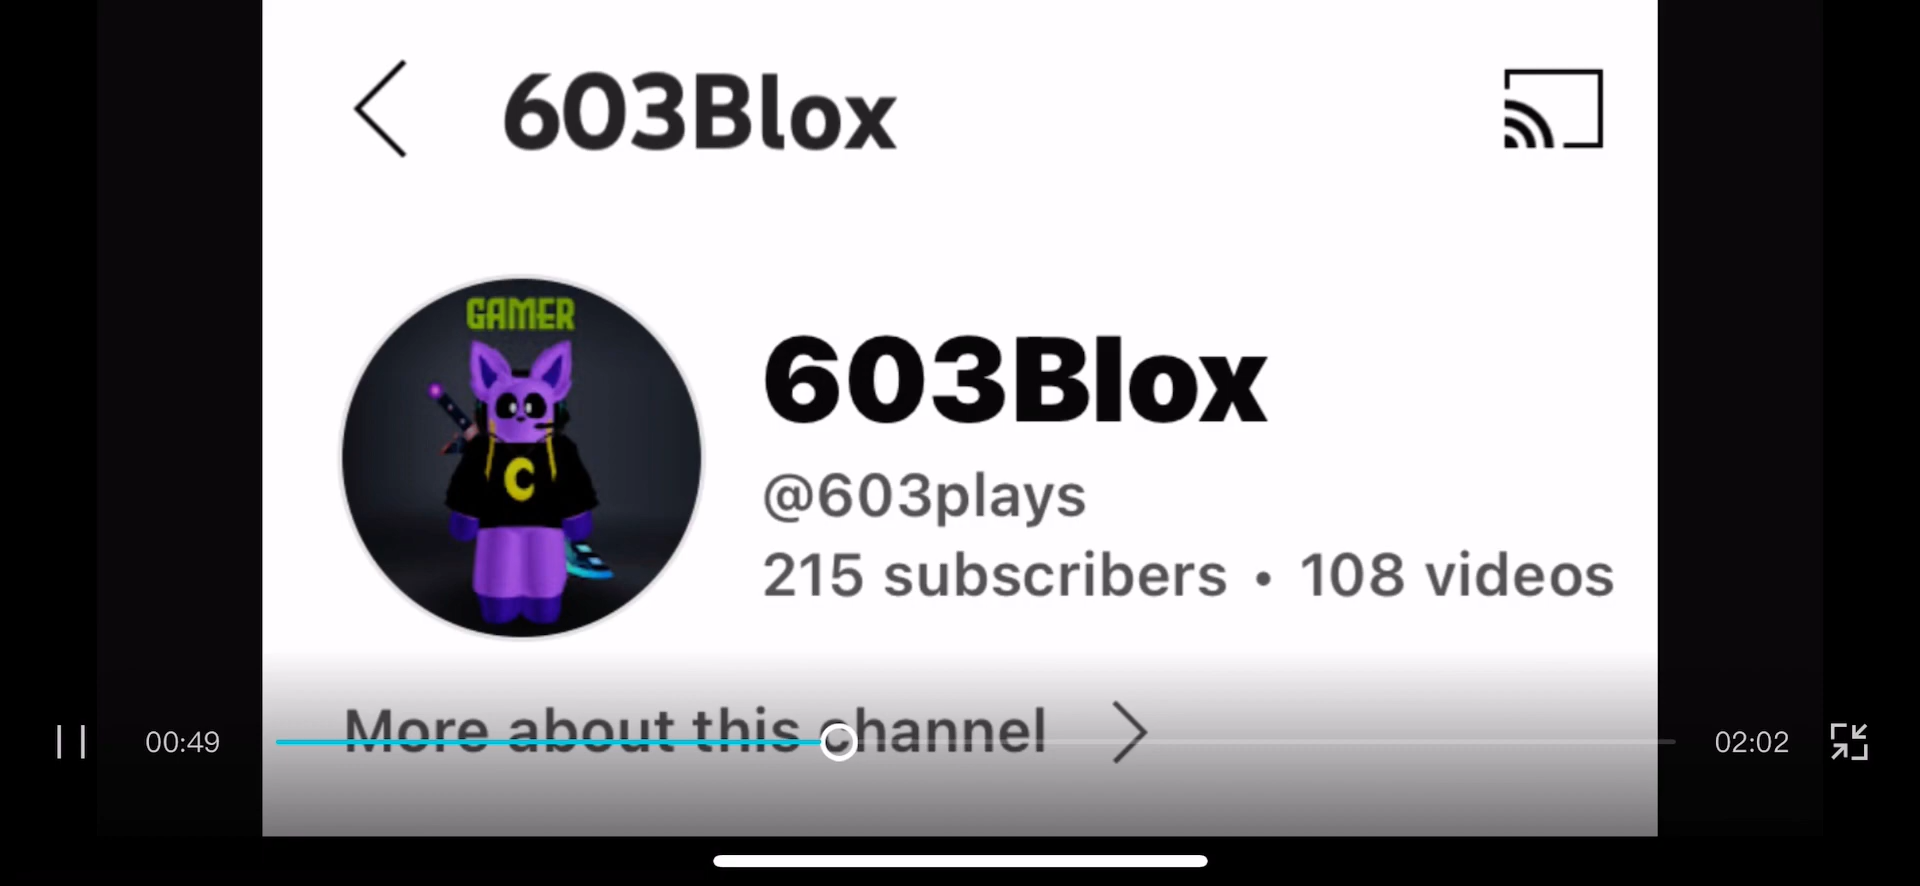 603Blox
GAMER
C
603Blox
@603plays
215 subscribers • 108 videos
More about this channel
00:49
02:02